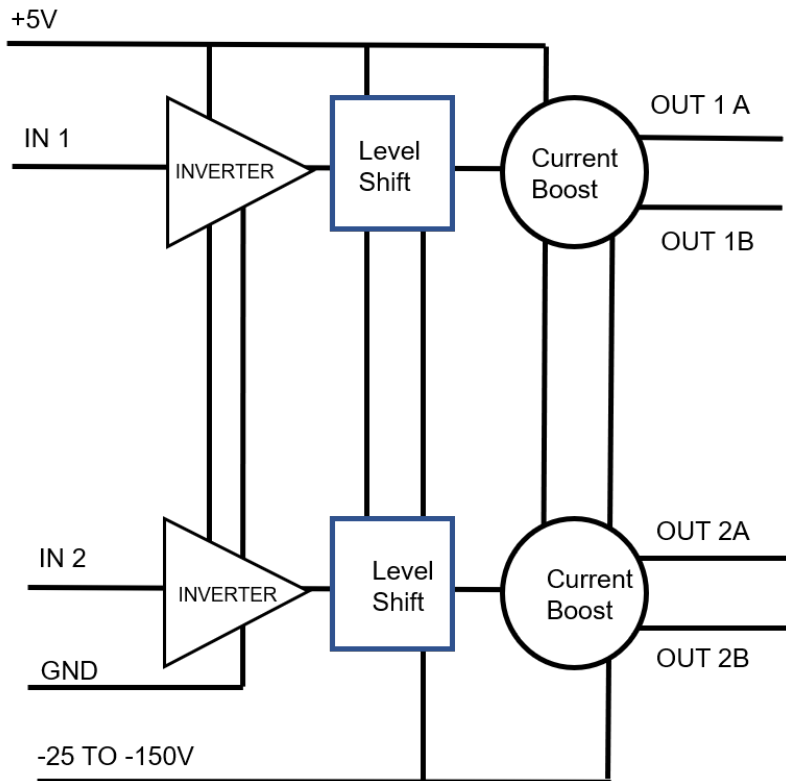 +5V
IN 1
INVERTER
Level
Shift
Current
Boost
OUT 1 A
OUT 1B
IN 2
INVERTER
Level
Shift
Current
Boost
OUT 2A
OUT 2B
GND
-25 TO -150V